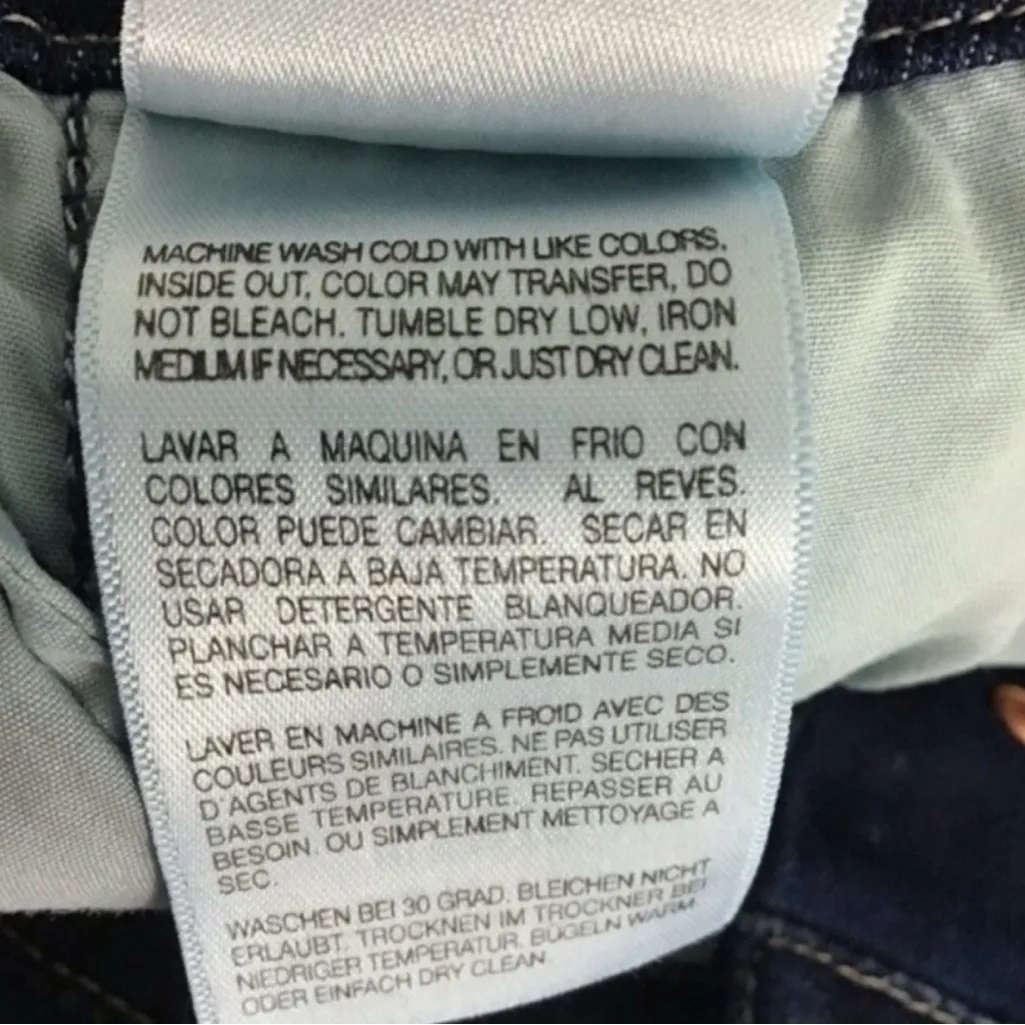 MACHINE WASH COLD WITH LIKE COLORS,
INSIDE OUT, COLOR MAY TRANSFER, DO
NOT BLEACH. TUMBLE DRY LOW, IRON
MEDIUM IF NECESSARY, OR JUST DRY CLEAN.
LAVAR A MAQUINA EN FRIO CON
COLORES SIMILARES. AL REVES.
COLOR PUEDE CAMBIAR. SECAR EN
SECADORA A BAJA TEMPERATURA. NO
USAR DETERGENTE BLANQUEADOR.
PLANCHAR A TEMPERATURA MEDIA SI
ES NECESARIO O SIMPLEMENTE SECO.
LAVER EN MACHINE A FROID AVEC DES
COULEURS SIMILAIRES. NE PAS UTILISER
D'AGENTS DE BLANCHIMENT. SECHER A
BASSE TEMPERATURE. REPASSER AU
BESOIN. OU SIMPLEMENT METTOYAGE A
SEC.
WASCHEN BEI 30 GRAD. BLEICHEN NICHT
ERLAUBT. TROCKNEN IM TROCKNER BEI
NIEDRIGER TEMPERATUR. BÜGELN WARM
ODER EINFACH DRY CLEAN.